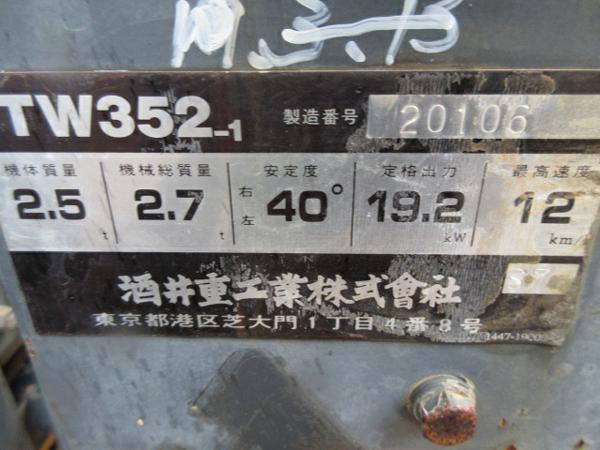 TW352-1 製造番号 20106
機体質量 機械総質量 安定度 定格出力 最高速度
2.5 t 2.7 t 右 左 40° 19.2 kW 12 km/
酒井重工業株式會社
東京都港区芝大門1丁目4番8号
1447-1900